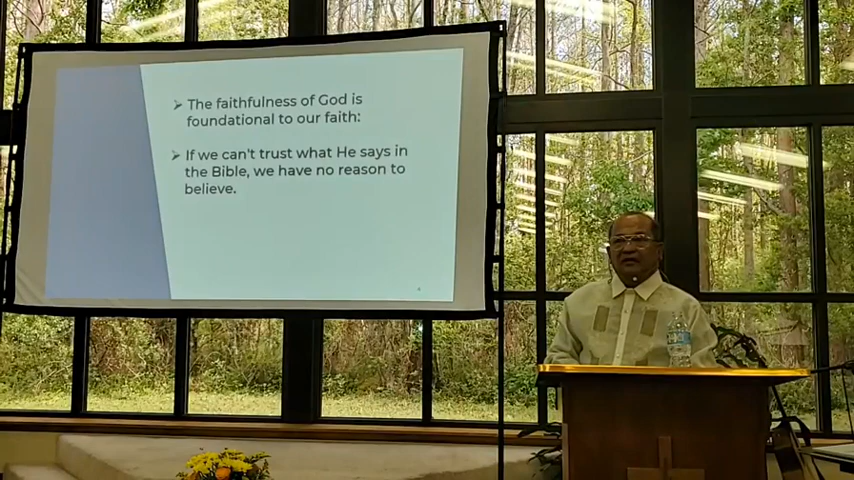 ➢ The faithfulness of God is
foundational to our faith:
➢ If we can't trust what He says in
the Bible, we have no reason to
believe.